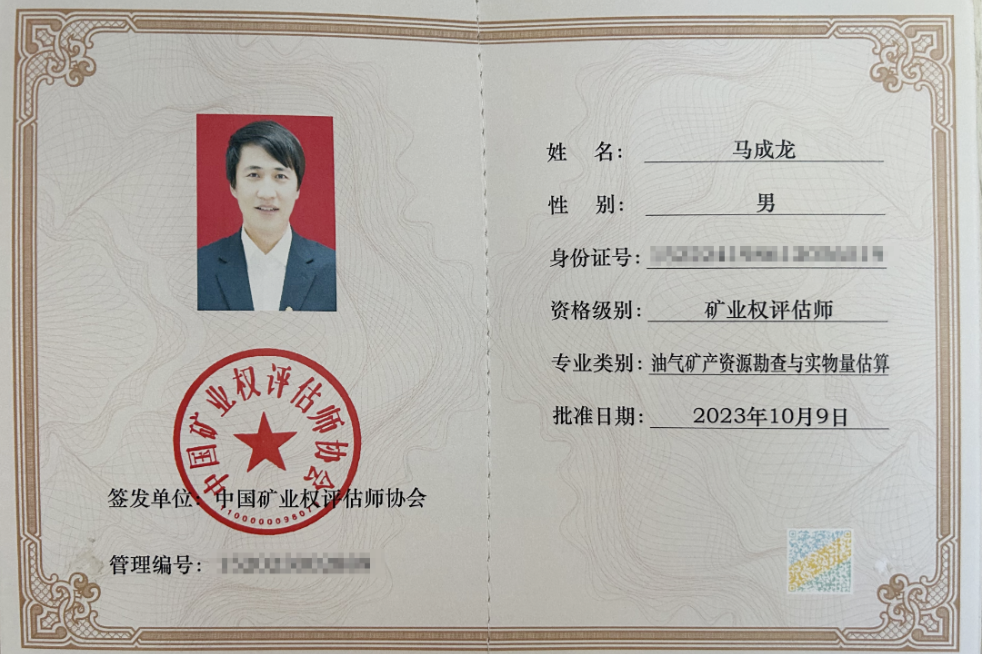 中国矿业权评估师协会
签发单位：中国矿业权评估师协会
管理编号：
姓 名：马成龙
性 别：男
身份证号：
资格级别：矿业权评估师
专业类别：油气矿产资源勘查与实物量估算
批准日期：2023年10月9日